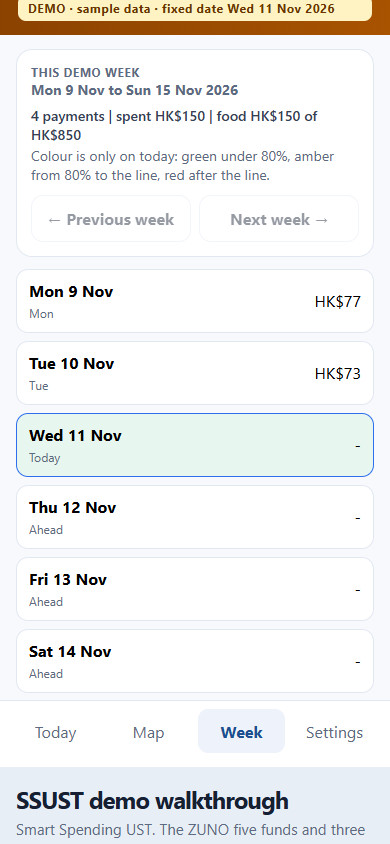 DEMO · sample data · fixed date Wed 11 Nov 2026
THIS DEMO WEEK
Mon 9 Nov to Sun 15 Nov 2026
4 payments | spent HK$150 | food HK$150 of
HK$850
Colour is only on today: green under 80%, amber
from 80% to the line, red after the line.
← Previous week
Next week →
Mon 9 Nov
HK$77
Mon
Tue 10 Nov
HK$73
Tue
Wed 11 Nov
-
Today
Thu 12 Nov
-
Ahead
Fri 13 Nov
-
Ahead
Sat 14 Nov
-
Ahead
Today
Map
Week
Settings
SSUST demo walkthrough
Smart Spending UST. The ZUNO five funds and three